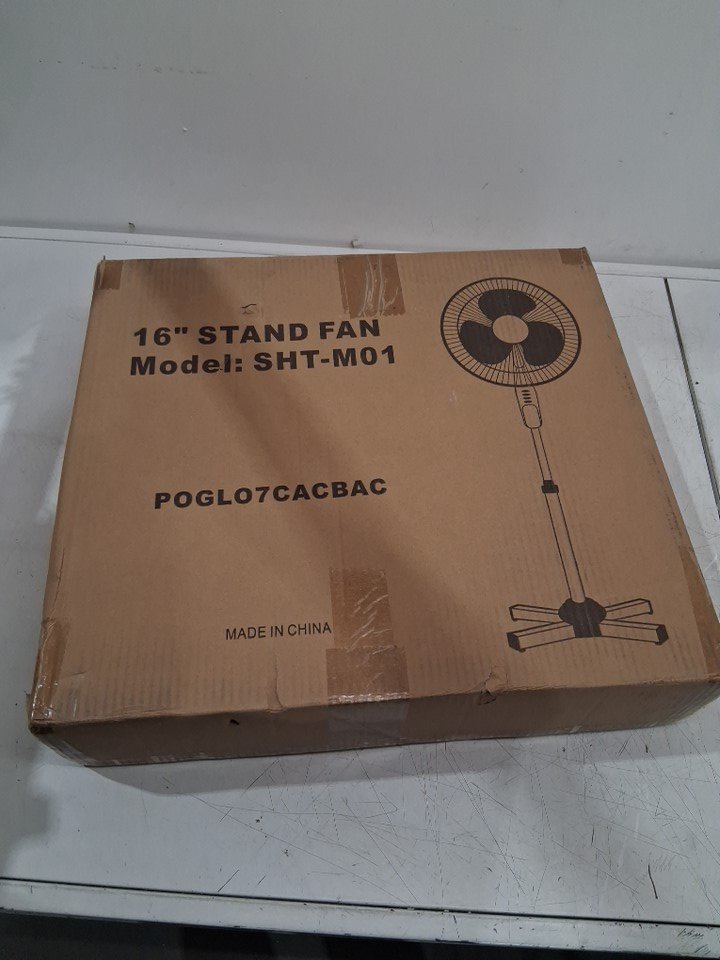 16" STAND FAN
Model: SHT-M01
POGLO7CACBAC
MADE IN CHINA